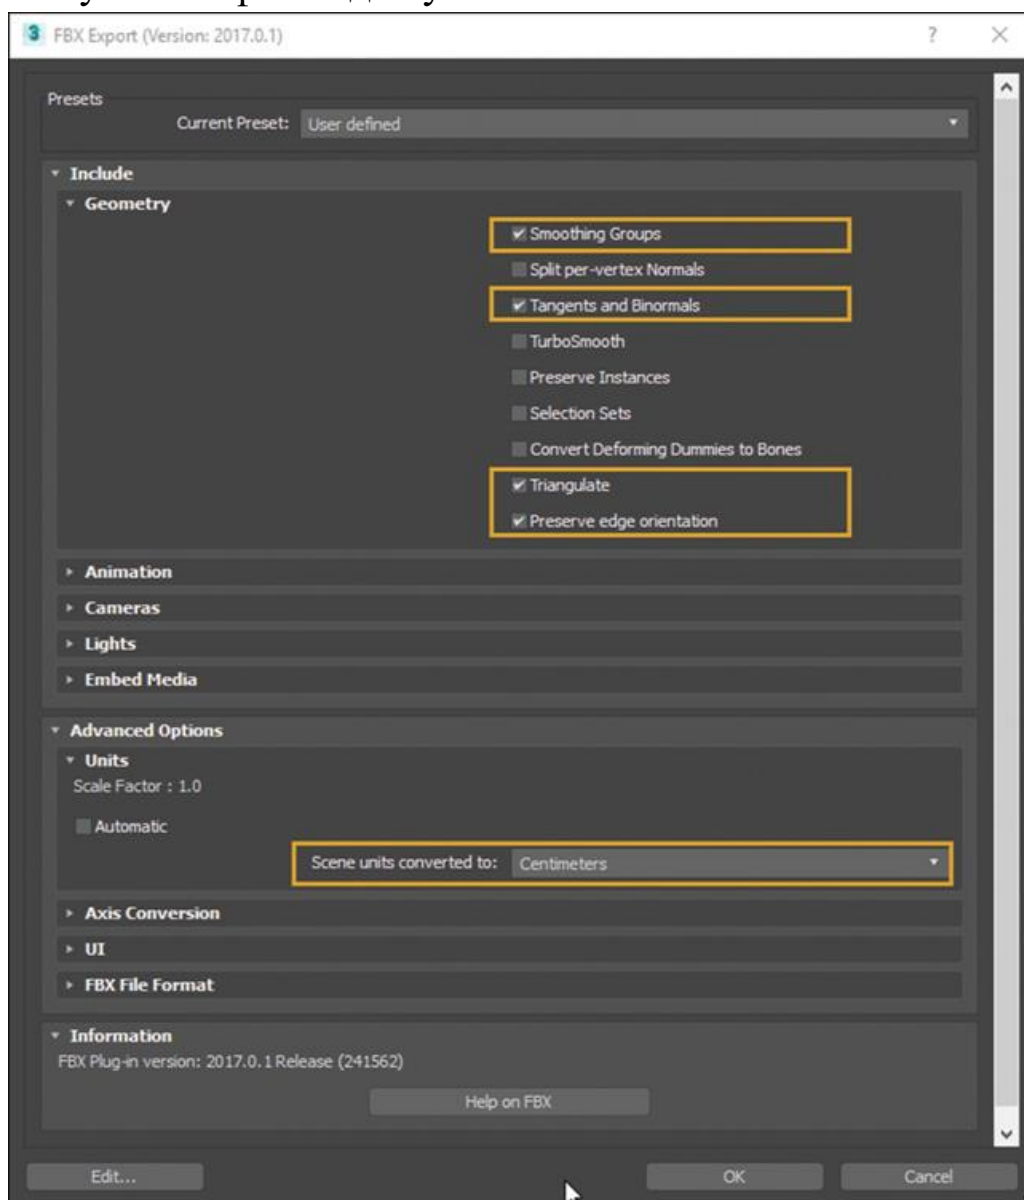 3 FBX Export (Version: 2017.0.1) ?
Presets
Current Preset: User defined
Include
Geometry
Smoothing Groups
Split per-vertex Normals
Tangents and Binormals
TurboSmooth
Preserve Instances
Selection Sets
Convert Deforming Dummies to Bones
Triangulate
Preserve edge orientation
Animation
Cameras
Lights
Embed Media
Advanced Options
Units
Scale Factor : 1.0
Automatic
Scene units converted to: Centimeters
Axis Conversion
UI
FBX File Format
Information
FBX Plug-in version: 2017.0.1 Release (241562)
Help on FBX
Edit... OK Cancel